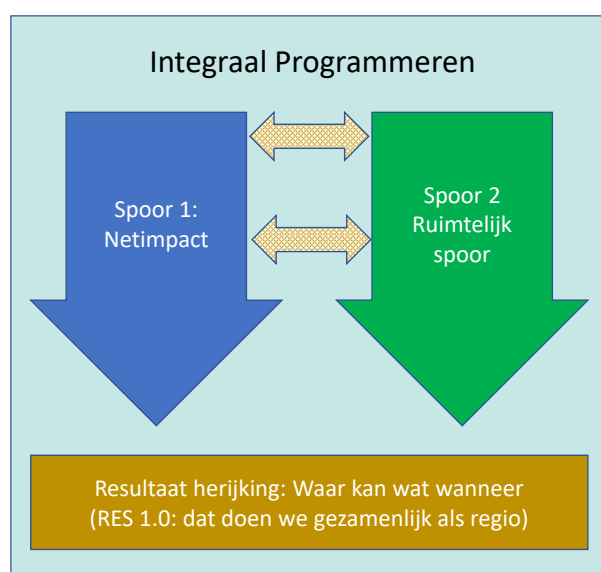 Integraal Programmeren
Spoor 1:
Netimpact
Spoor 2
Ruimtelijk
spoor
Resultaat herijking: Waar kan wat wanneer
(RES 1.0: dat doen we gezamenlijk als regio)